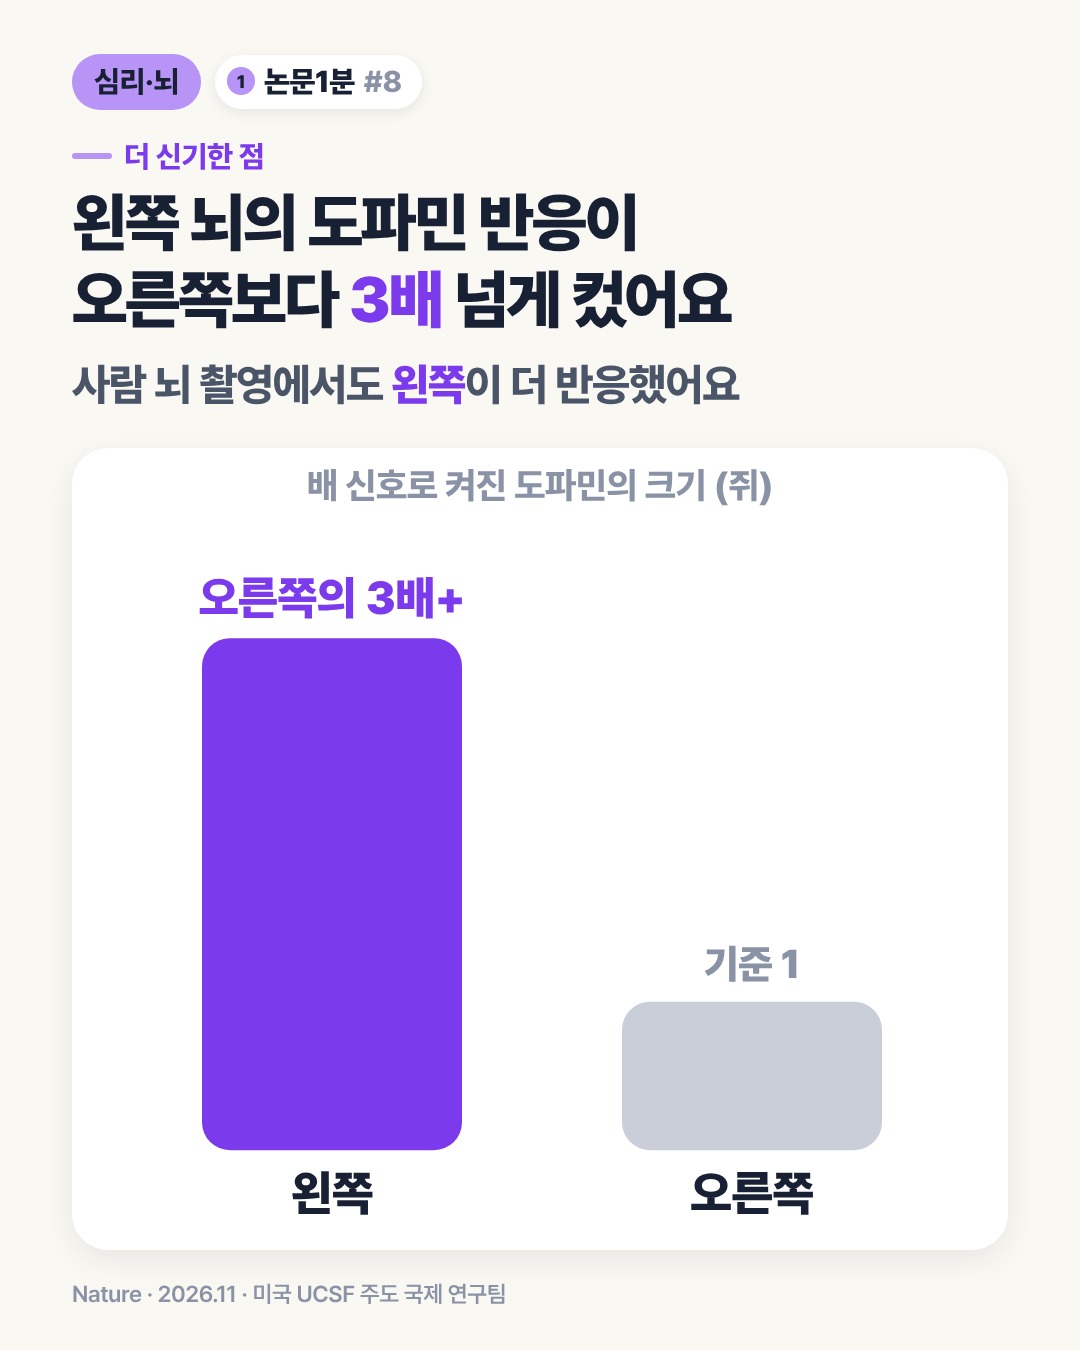 심리·뇌
1 논문1분 #8
더 신기한 점
왼쪽 뇌의 도파민 반응이
오른쪽보다 3배 넘게 컸어요
사람 뇌 촬영에서도 왼쪽이 더 반응했어요
배 신호로 켜진 도파민의 크기 (쥐)
오른쪽의 3배+
기준 1
왼쪽
오른쪽
Nature · 2026.11 · 미국 UCSF 주도 국제 연구팀